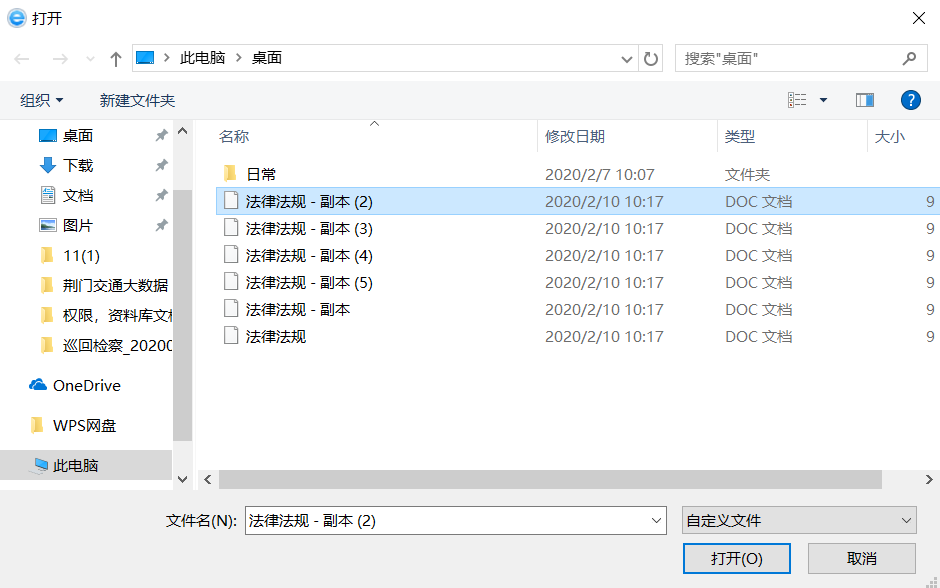 打开
此电脑 › 桌面
搜索"桌面"
组织 新建文件夹
桌面
下载
文档
图片
11(1)
荆门交通大数据
权限，资料库文档
巡回检察_20200
OneDrive
WPS网盘
此电脑
名称 修改日期 类型 大小
日常 2020/2/7 10:07 文件夹
法律法规 - 副本 (2) 2020/2/10 10:17 DOC 文档 9
法律法规 - 副本 (3) 2020/2/10 10:17 DOC 文档 9
法律法规 - 副本 (4) 2020/2/10 10:17 DOC 文档 9
法律法规 - 副本 (5) 2020/2/10 10:17 DOC 文档 9
法律法规 - 副本 2020/2/10 10:17 DOC 文档 9
法律法规 2020/2/10 10:17 DOC 文档 9
文件名(N): 法律法规 - 副本 (2) 自定义文件
打开(O) 取消